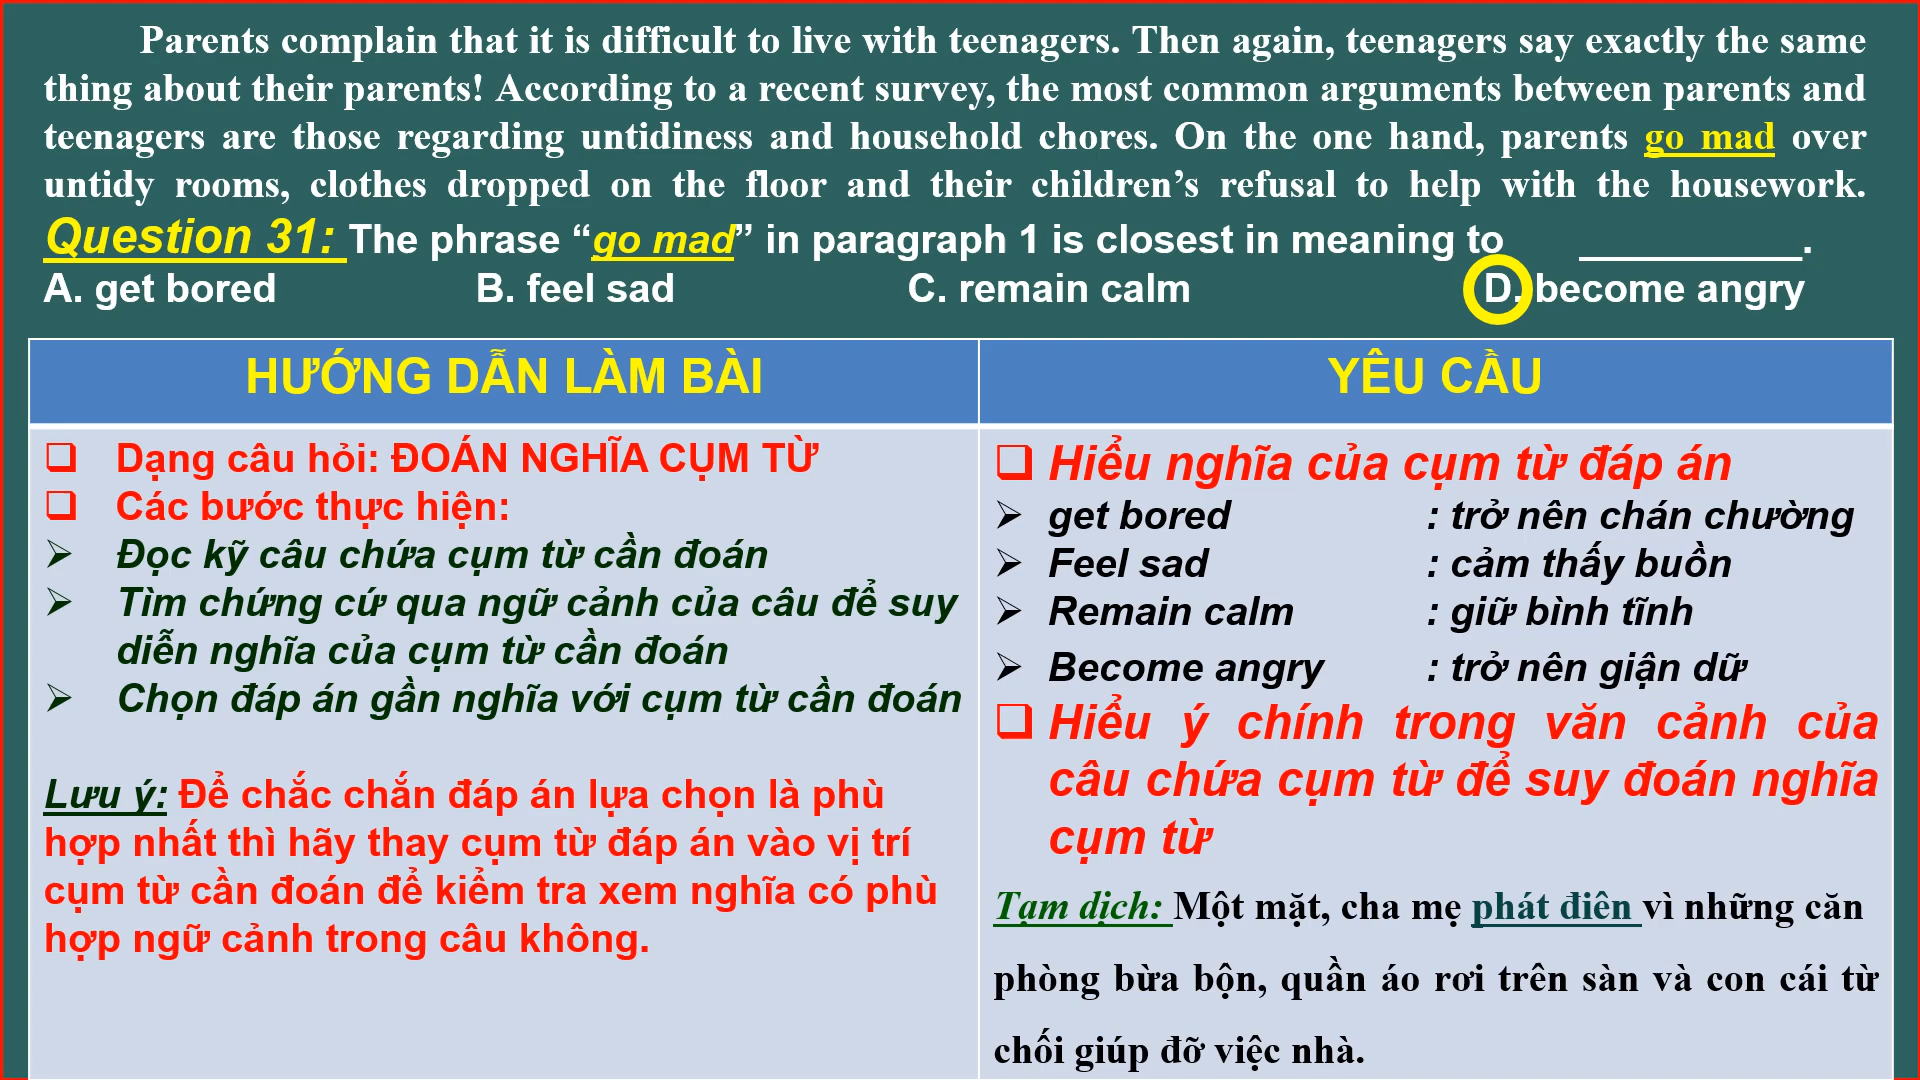 Parents complain that it is difficult to live with teenagers. Then again, teenagers say exactly the same
thing about their parents! According to a recent survey, the most common arguments between parents and
teenagers are those regarding untidiness and household chores. On the one hand, parents go mad over
untidy rooms, clothes dropped on the floor and their children’s refusal to help with the housework.
Question 31: The phrase “go mad” in paragraph 1 is closest in meaning to __________.
A. get bored B. feel sad C. remain calm D. become angry
HƯỚNG DẪN LÀM BÀI
❑ Dạng câu hỏi: ĐOÁN NGHĨA CỤM TỪ
❑ Các bước thực hiện:
➢ Đọc kỹ câu chứa cụm từ cần đoán
➢ Tìm chứng cứ qua ngữ cảnh của câu để suy
diễn nghĩa của cụm từ cần đoán
➢ Chọn đáp án gần nghĩa với cụm từ cần đoán
Lưu ý: Để chắc chắn đáp án lựa chọn là phù
hợp nhất thì hãy thay cụm từ đáp án vào vị trí
cụm từ cần đoán để kiểm tra xem nghĩa có phù
hợp ngữ cảnh trong câu không.
YÊU CẦU
❑ Hiểu nghĩa của cụm từ đáp án
➢ get bored : trở nên chán chường
➢ Feel sad : cảm thấy buồn
➢ Remain calm : giữ bình tĩnh
➢ Become angry : trở nên giận dữ
❑ Hiểu ý chính trong văn cảnh của
câu chứa cụm từ để suy đoán nghĩa
cụm từ
Tạm dịch: Một mặt, cha mẹ phát điên vì những căn
phòng bừa bộn, quần áo rơi trên sàn và con cái từ
chối giúp đỡ việc nhà.